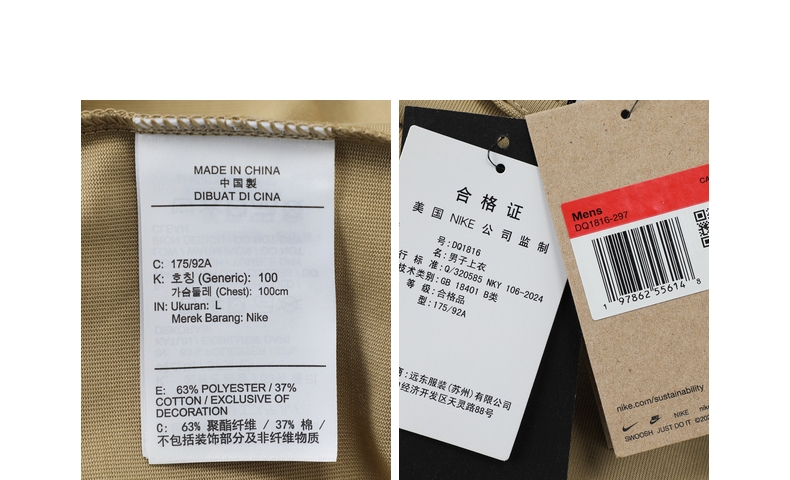 MADE IN CHINA
中国製
DIBUAT DI CINA
C: 175/92A
K: 호칭 (Generic): 100
가슴둘레 (Chest): 100cm
IN: Ukuran: L
Merek Barang: Nike
E: 63% POLYESTER / 37%
COTTON / EXCLUSIVE OF
DECORATION
C: 63% 聚酯纤维 / 37% 棉 /
不包括装饰部分及非纤维物质
合格证
美国 NIKE 公司监制
号:DQ1816
名:男子上衣
行 标 准:Q/320585 NKY 106-2024
技术类别:GB 18401 B类
等 级:合格品
型:175/92A
商:远东服装(苏州)有限公司
经济开发区天灵路88号
CA
Mens
DQ1816-297
1 97862 55614 8
nike.com/sustainability
NIKE
SWOOSH JUST DO IT